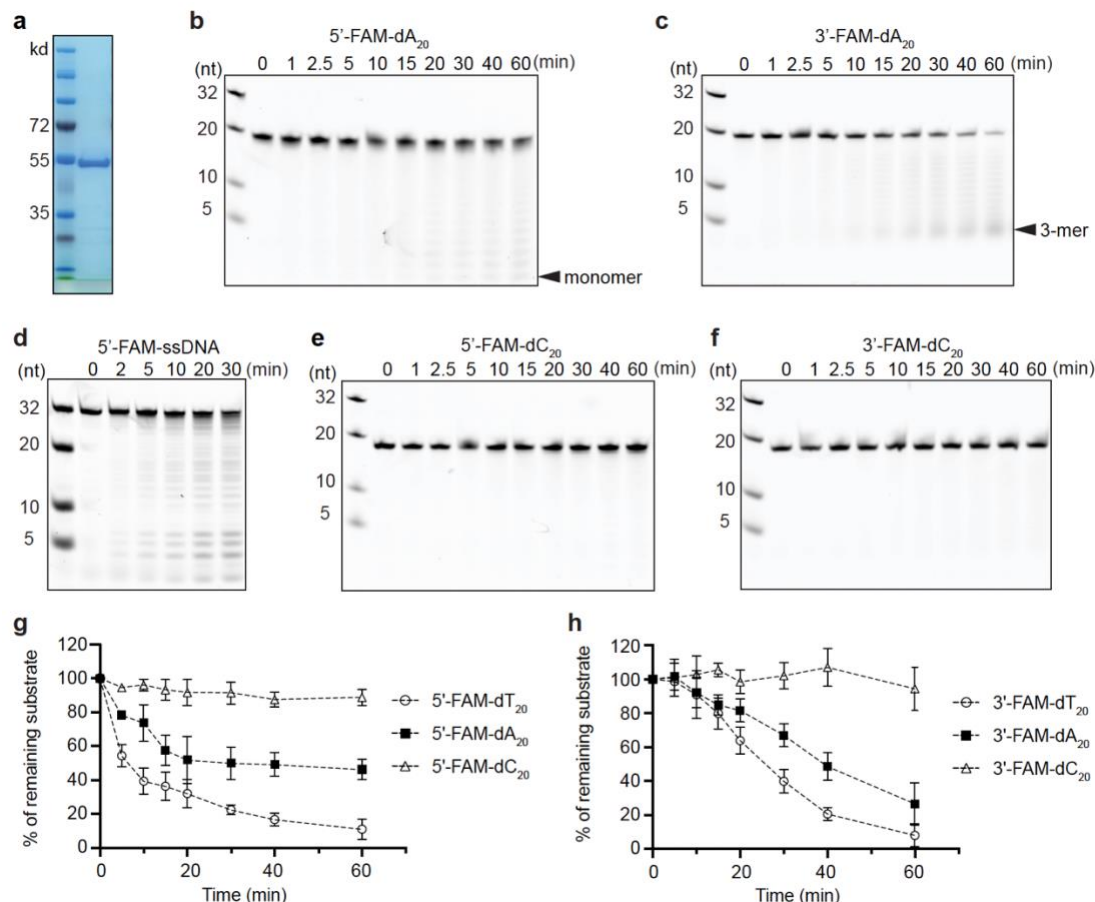 a
kd
72
55
35
b
5'-FAM-dA20
0 1 2.5 5 10 15 20 30 40 60 (min)
(nt)
32
20
10
5
monomer
c
3'-FAM-dA20
0 1 2.5 5 10 15 20 30 40 60 (min)
(nt)
32
20
10
5
3-mer
d
5'-FAM-ssDNA
0 2 5 10 20 30 (min)
(nt)
32
20
10
5
e
5'-FAM-dC20
0 1 2.5 5 10 15 20 30 40 60 (min)
(nt)
32
20
10
5
f
3'-FAM-dC20
0 1 2.5 5 10 15 20 30 40 60 (min)
(nt)
32
20
10
5
g
% of remaining substrate
120
100
80
60
40
20
0
0 20 40 60
Time (min)
5'-FAM-dT20
5'-FAM-dA20
5'-FAM-dC20
h
% of remaining substrate
120
100
80
60
40
20
0
0 20 40 60
Time (min)
3'-FAM-dT20
3'-FAM-dA20
3'-FAM-dC20